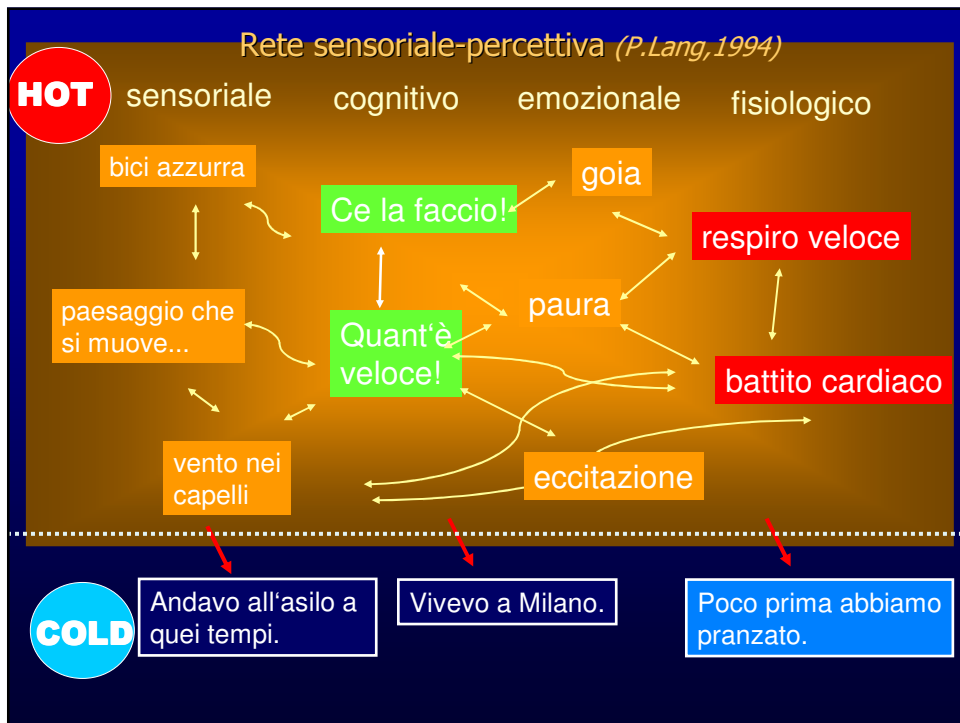 Rete sensoriale-percettiva (P.Lang,1994)
HOT
sensoriale
cognitivo
emozionale
fisiologico
bici azzurra
goia
Ce la faccio!
respiro veloce
paesaggio che
si muove...
paura
Quant‘è
veloce!
battito cardiaco
vento nei
capelli
eccitazione
COLD
Andavo all‘asilo a
quei tempi.
Vivevo a Milano.
Poco prima abbiamo
pranzato.